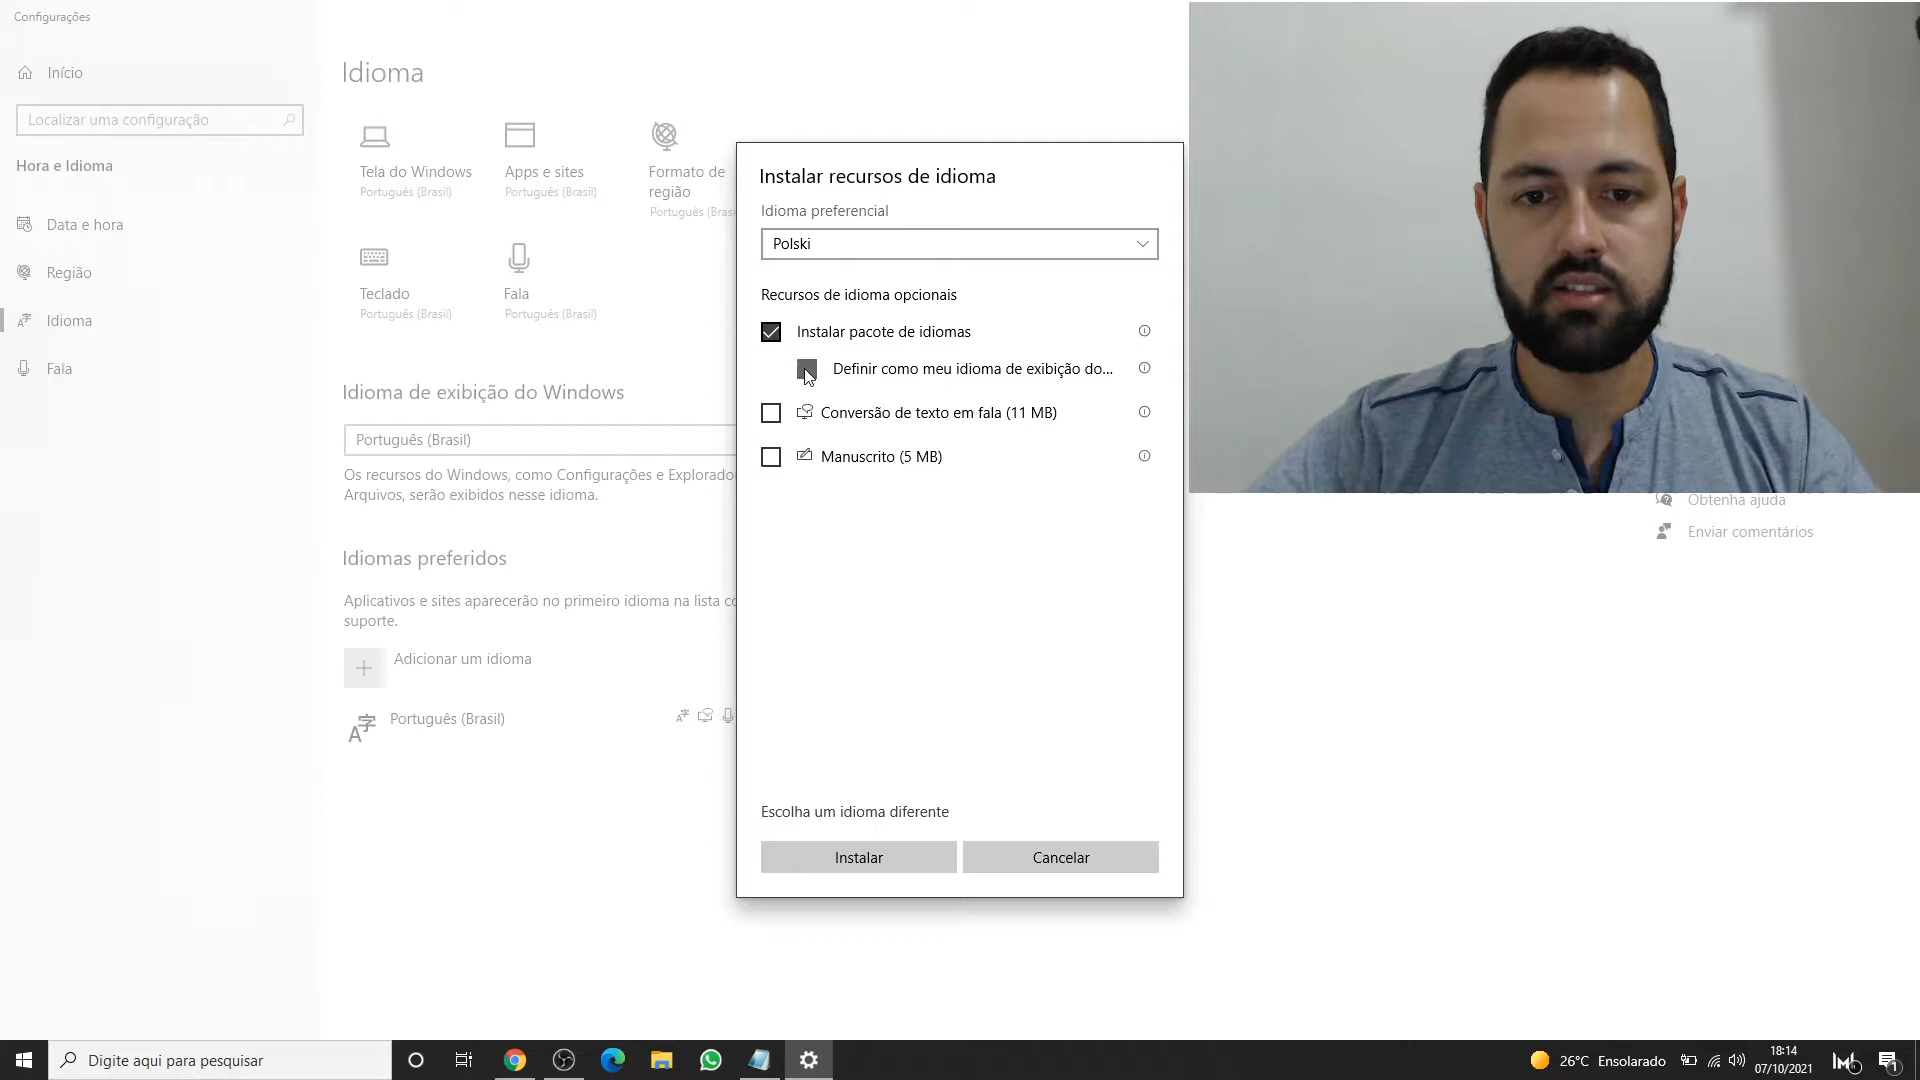 Configurações
Início
Localizar uma configuração
Hora e Idioma
Data e hora
Região
Idioma
Fala
Idioma
Tela do Windows
Português (Brasil)
Apps e sites
Português (Brasil)
Formato de
região
Português (Bras
Teclado
Português (Brasil)
Fala
Português (Brasil)
Idioma de exibição do Windows
Português (Brasil)
Os recursos do Windows, como Configurações e Explorado
Arquivos, serão exibidos nesse idioma.
Idiomas preferidos
Aplicativos e sites aparecerão no primeiro idioma na lista co
suporte.
Adicionar um idioma
Português (Brasil)
Instalar recursos de idioma
Idioma preferencial
Polski
Recursos de idioma opcionais
Instalar pacote de idiomas
Definir como meu idioma de exibição do...
Conversão de texto em fala (11 MB)
Manuscrito (5 MB)
Escolha um idioma diferente
Instalar
Cancelar
Obtenha ajuda
Enviar comentários
Digite aqui para pesquisar
26°C Ensolarado
18:14
07/10/2021
1